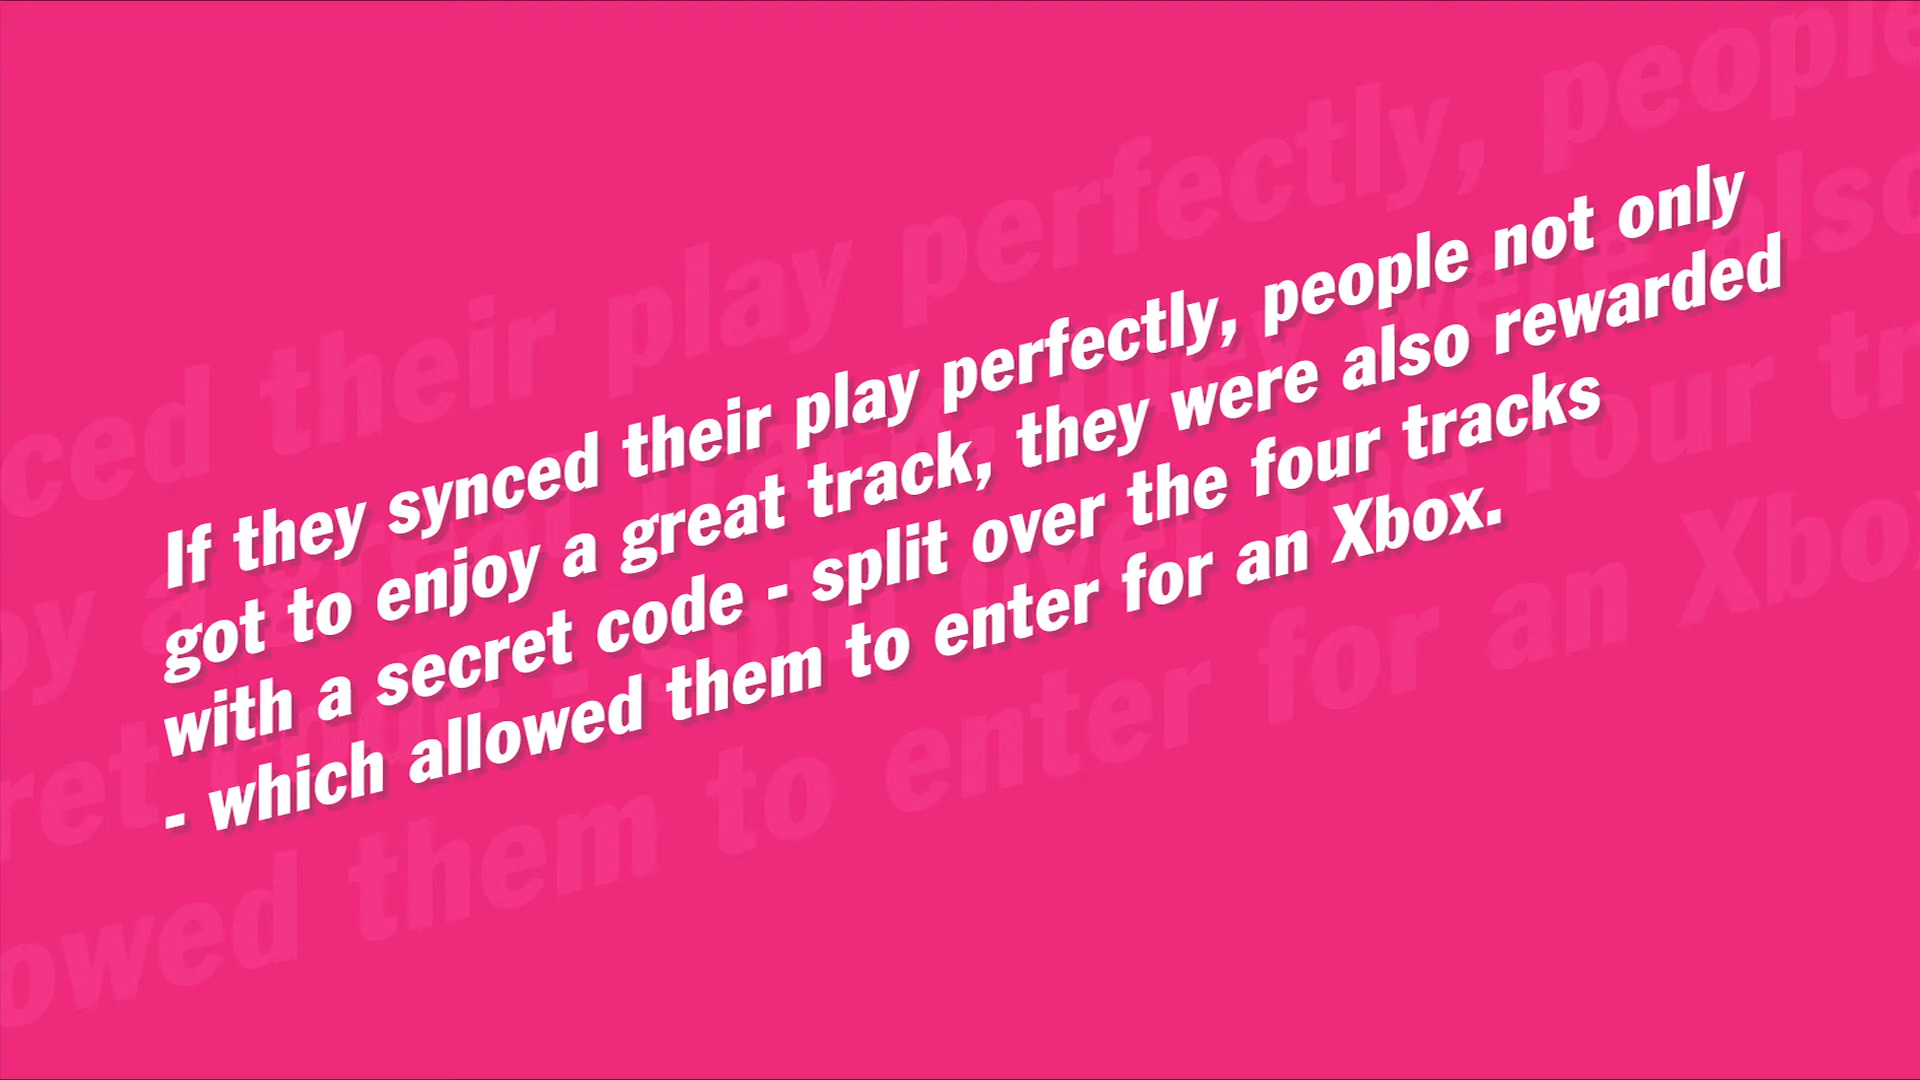 If they synced their play perfectly, people not only
got to enjoy a great track, they were also rewarded
with a secret code - split over the four tracks
- which allowed them to enter for an Xbox.